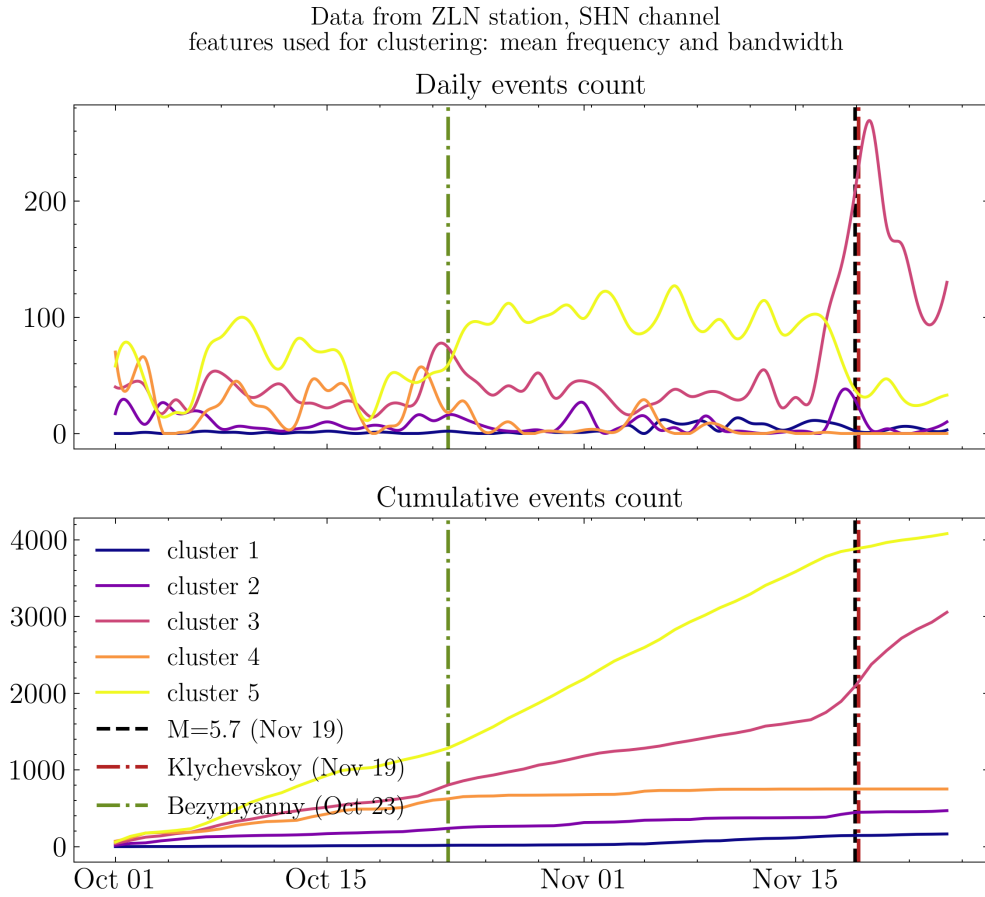 Data from ZLN station, SHN channel
features used for clustering: mean frequency and bandwidth
Daily events count
200
100
0
Cumulative events count
4000
3000
2000
1000
0
cluster 1
cluster 2
cluster 3
cluster 4
cluster 5
M=5.7 (Nov 19)
Klychevskoy (Nov 19)
Bezymyanny (Oct 23)
Oct 01
Oct 15
Nov 01
Nov 15